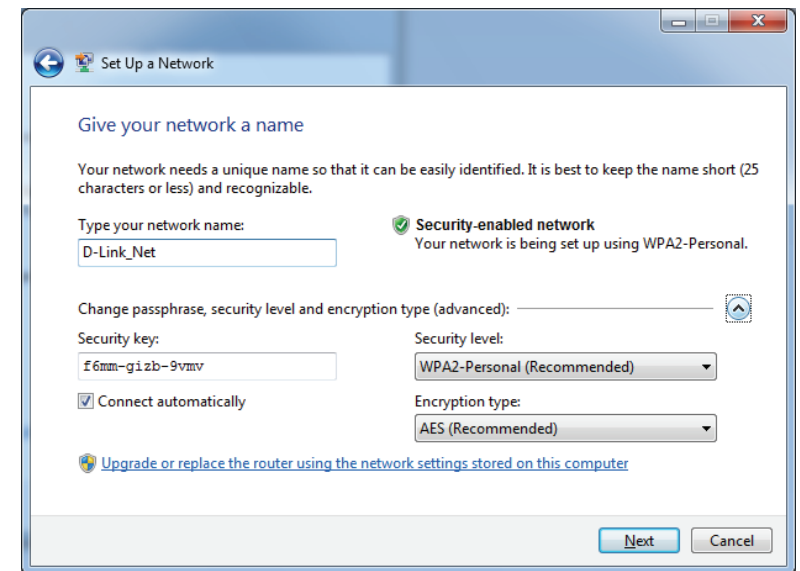 Set Up a Network
Give your network a name
Your network needs a unique name so that it can be easily identified. It is best to keep the name short (25
characters or less) and recognizable.
Type your network name:
D-Link_Net
Security-enabled network
Your network is being set up using WPA2-Personal.
Change passphrase, security level and encryption type (advanced):
Security key:
f6mm-gizb-9vmv
Security level:
WPA2-Personal (Recommended)
Connect automatically
Encryption type:
AES (Recommended)
Upgrade or replace the router using the network settings stored on this computer
Next
Cancel